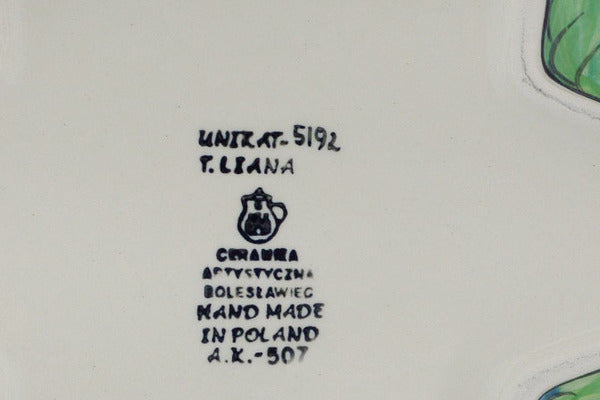 UNIKAT-5192
T. LIANA
CERAMIKA
ARTYSTYCZNA
BOLESŁAWIEC
HAND MADE
IN POLAND
A.K.-507